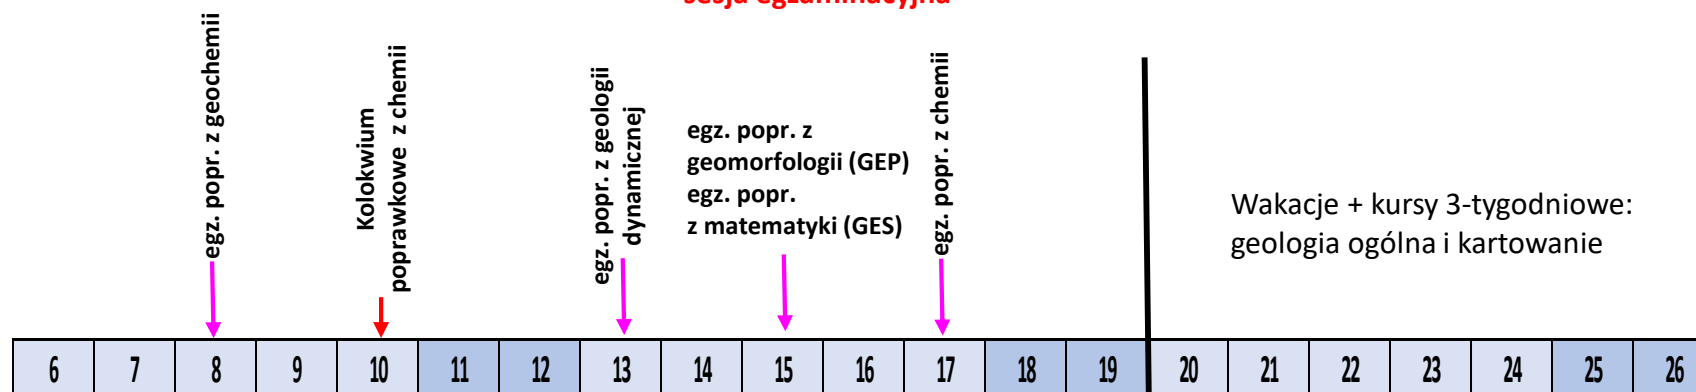 sesja egzaminacyjna
egz. popr. z geochemii
Kolokwium
poprawkowe z chemii
egz. popr. z geologii
dynamicznej
egz. popr. z
geomorfologii (GEP)
egz. popr.
z matematyki (GES)
egz. popr. z chemii
Wakacje + kursy 3-tygodniowe:
geologia ogólna i kartowanie
6 7 8 9 10 11 12 13 14 15 16 17 18 19 20 21 22 23 24 25 26